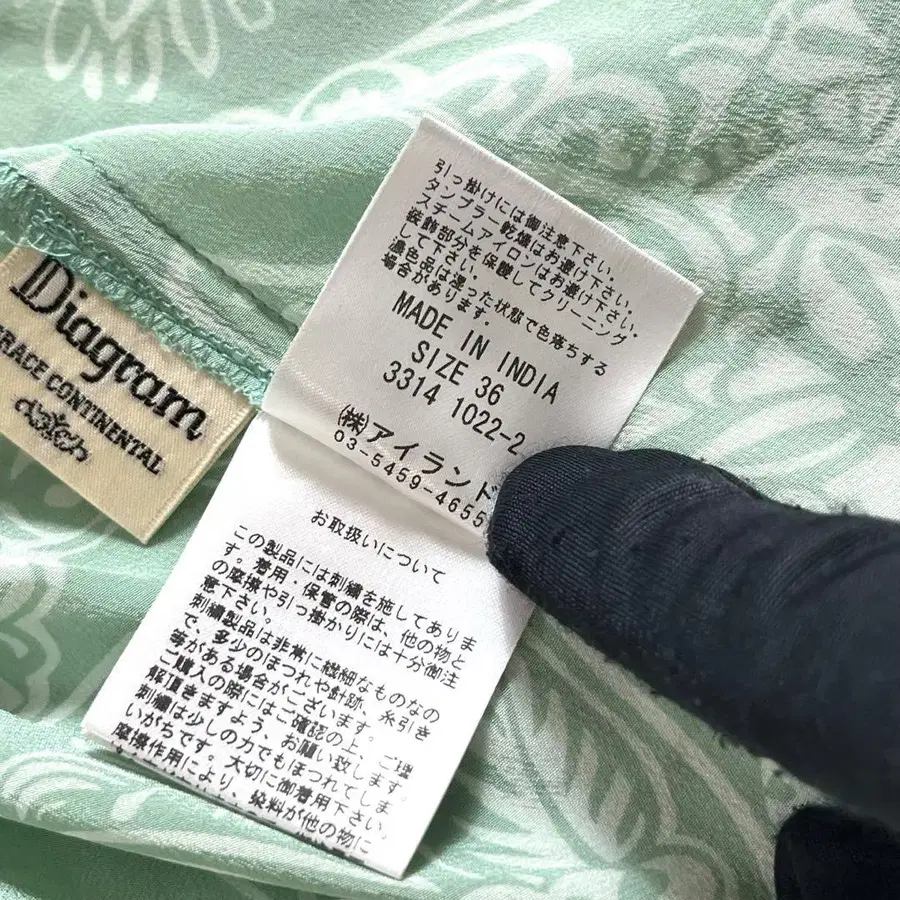 Diagram
GRACE CONTINENTAL
引っ掛けには御注意下さい。
タンブラー乾燥はお避け下さい。
スチームアイロンはお避け下さい。
装飾部分を保護してクリーニング
して下さい。
濃色品は湿った状態で色落ちする
場合があります。
MADE IN INDIA
SIZE 36
3314 1022-2
(株)アイランド
03-5459-4655
お取扱いについて
この製品には刺繍を施してありま
す。着用・保管の際は、他の物と
の摩擦や引っ掛かりには十分御注
意下さい。
刺繍製品は非常に繊細なものなの
で、多少のほつれや針跡、糸引き
等がある場合がございます。
ご購入の際にはご確認の上、ご理
解頂きますよう、お願い致します。
刺繍は少しの力でもほつれてしま
いがちです。大切に御着用下さい。
摩擦作用により、染料が他の物に